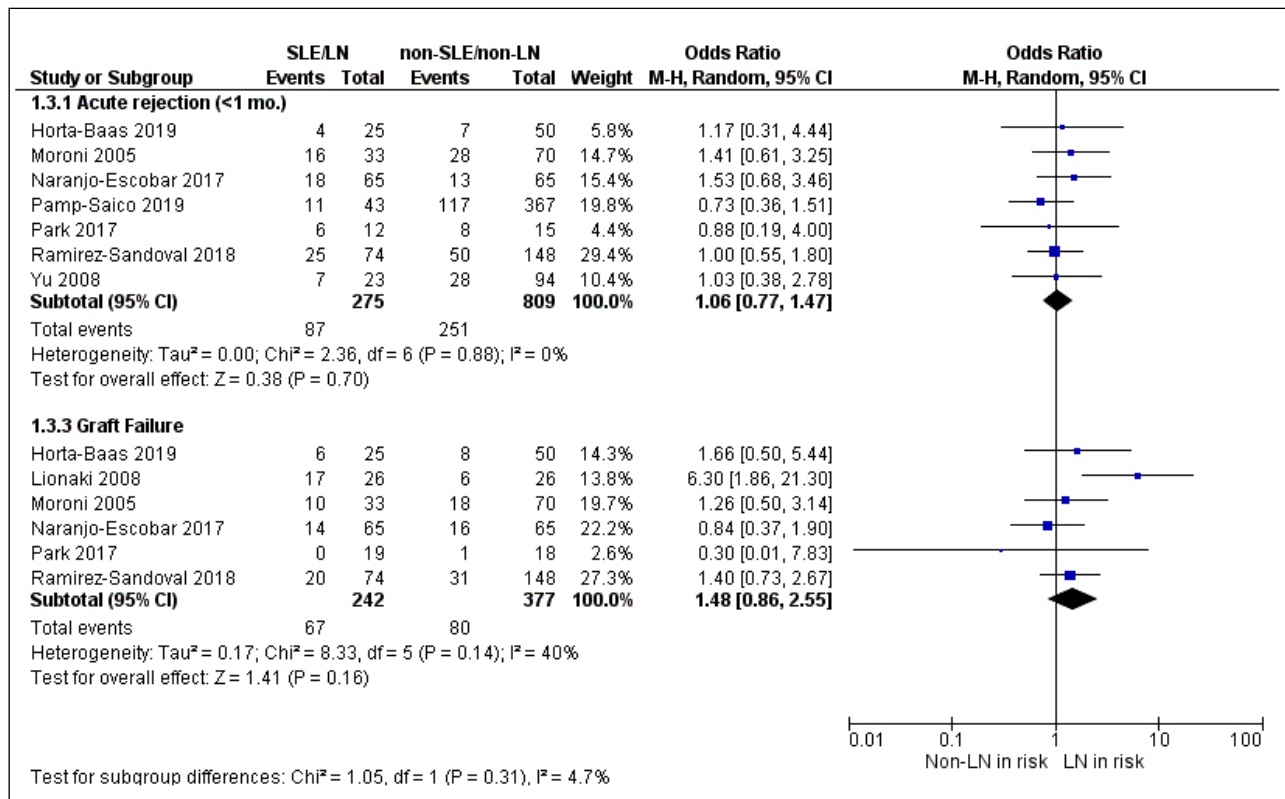 SLE/LN non-SLE/non-LN Odds Ratio Odds Ratio
Study or Subgroup Events Total Events Total Weight M-H, Random, 95% CI M-H, Random, 95% CI
1.3.1 Acute rejection (<1 mo.)
Horta-Baas 2019 4 25 7 50 5.8% 1.17 [0.31, 4.44]
Moroni 2005 16 33 28 70 14.7% 1.41 [0.61, 3.25]
Naranjo-Escobar 2017 18 65 13 65 15.4% 1.53 [0.68, 3.46]
Pamp-Saico 2019 11 43 117 367 19.8% 0.73 [0.36, 1.51]
Park 2017 6 12 8 15 4.4% 0.88 [0.19, 4.00]
Ramirez-Sandoval 2018 25 74 50 148 29.4% 1.00 [0.55, 1.80]
Yu 2008 7 23 28 94 10.4% 1.03 [0.38, 2.78]
Subtotal (95% CI) 275 809 100.0% 1.06 [0.77, 1.47]
Total events 87 251
Heterogeneity: Tau² = 0.00; Chi² = 2.36, df = 6 (P = 0.88); I² = 0%
Test for overall effect: Z = 0.38 (P = 0.70)
1.3.3 Graft Failure
Horta-Baas 2019 6 25 8 50 14.3% 1.66 [0.50, 5.44]
Lionaki 2008 17 26 6 26 13.8% 6.30 [1.86, 21.30]
Moroni 2005 10 33 18 70 19.7% 1.26 [0.50, 3.14]
Naranjo-Escobar 2017 14 65 16 65 22.2% 0.84 [0.37, 1.90]
Park 2017 0 19 1 18 2.6% 0.30 [0.01, 7.83]
Ramirez-Sandoval 2018 20 74 31 148 27.3% 1.40 [0.73, 2.67]
Subtotal (95% CI) 242 377 100.0% 1.48 [0.86, 2.55]
Total events 67 80
Heterogeneity: Tau² = 0.17; Chi² = 8.33, df = 5 (P = 0.14); I² = 40%
Test for overall effect: Z = 1.41 (P = 0.16)
0.01 0.1 1 10 100
Non-LN in risk LN in risk
Test for subgroup differences: Chi² = 1.05, df = 1 (P = 0.31), I² = 4.7%